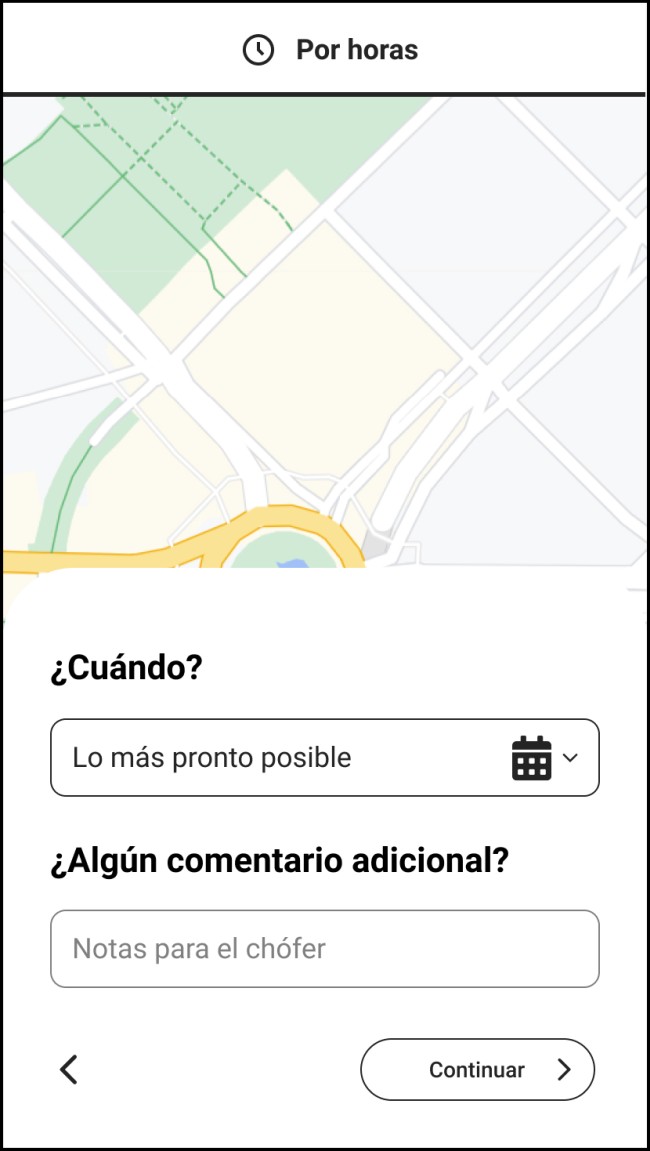 Por horas
¿Cuándo?
Lo más pronto posible
¿Algún comentario adicional?
Notas para el chófer
Continuar